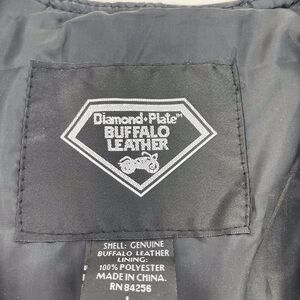 Diamond Plate™
BUFFALO
LEATHER
SHELL: GENUINE
BUFFALO LEATHER
LINING:
100% POLYESTER
MADE IN CHINA.
RN 84256
L